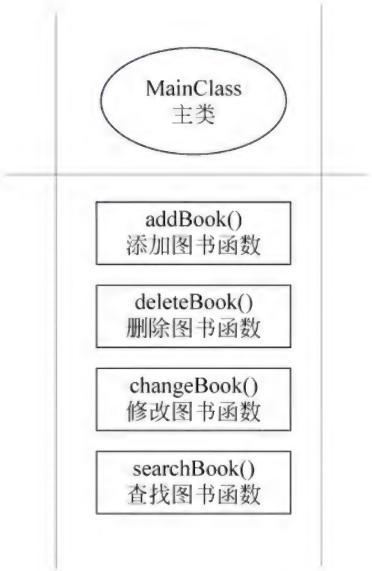 MainClass
主类
addBook()
添加图书函数
deleteBook()
删除图书函数
changeBook()
修改图书函数
searchBook()
查找图书函数